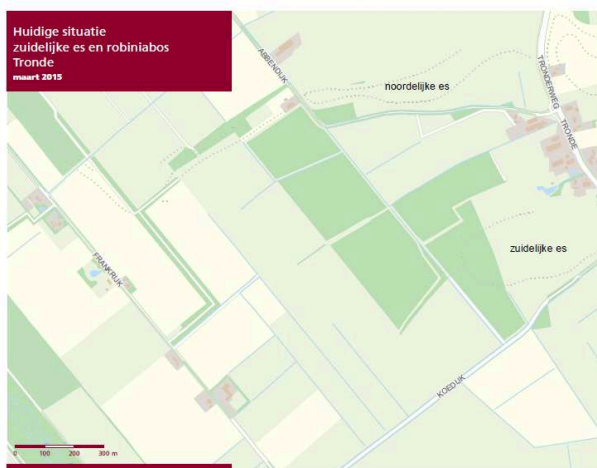 Huidige situatie
zuidelijke es en robiniabos
Tronde
maart 2015
ABBENDIJK
noordelijke es
TRONDERWEG
TRONDE
zuidelijke es
FRANKRIJK
KOEDIJK
0 100 200 300 m